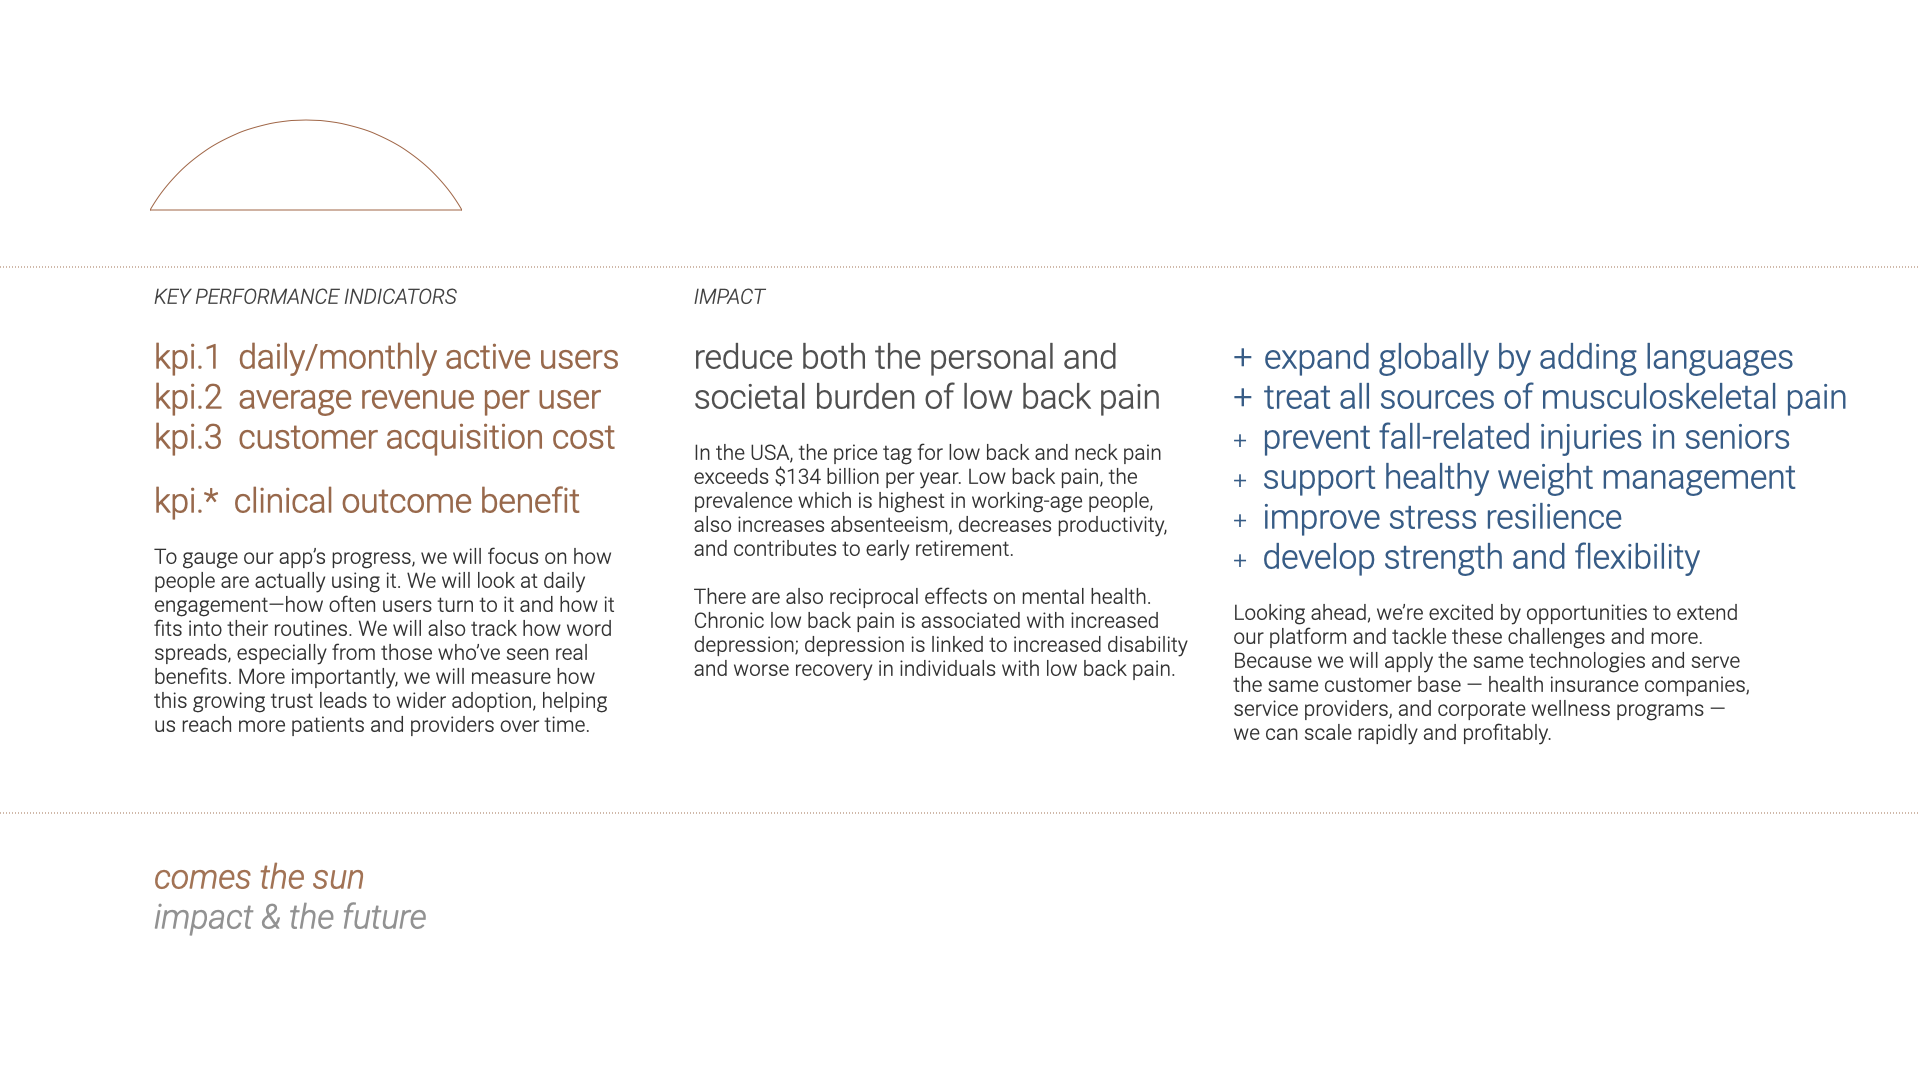 KEY PERFORMANCE INDICATORS
kpi.1 daily/monthly active users
kpi.2 average revenue per user
kpi.3 customer acquisition cost
kpi.* clinical outcome benefit
To gauge our app’s progress, we will focus on how
people are actually using it. We will look at daily
engagement—how often users turn to it and how it
fits into their routines. We will also track how word
spreads, especially from those who’ve seen real
benefits. More importantly, we will measure how
this growing trust leads to wider adoption, helping
us reach more patients and providers over time.
IMPACT
reduce both the personal and
societal burden of low back pain
In the USA, the price tag for low back and neck pain
exceeds $134 billion per year. Low back pain, the
prevalence which is highest in working-age people,
also increases absenteeism, decreases productivity,
and contributes to early retirement.
There are also reciprocal effects on mental health.
Chronic low back pain is associated with increased
depression; depression is linked to increased disability
and worse recovery in individuals with low back pain.
+ expand globally by adding languages
+ treat all sources of musculoskeletal pain
+ prevent fall-related injuries in seniors
+ support healthy weight management
+ improve stress resilience
+ develop strength and flexibility
Looking ahead, we’re excited by opportunities to extend
our platform and tackle these challenges and more.
Because we will apply the same technologies and serve
the same customer base — health insurance companies,
service providers, and corporate wellness programs —
we can scale rapidly and profitably.
comes the sun
impact & the future